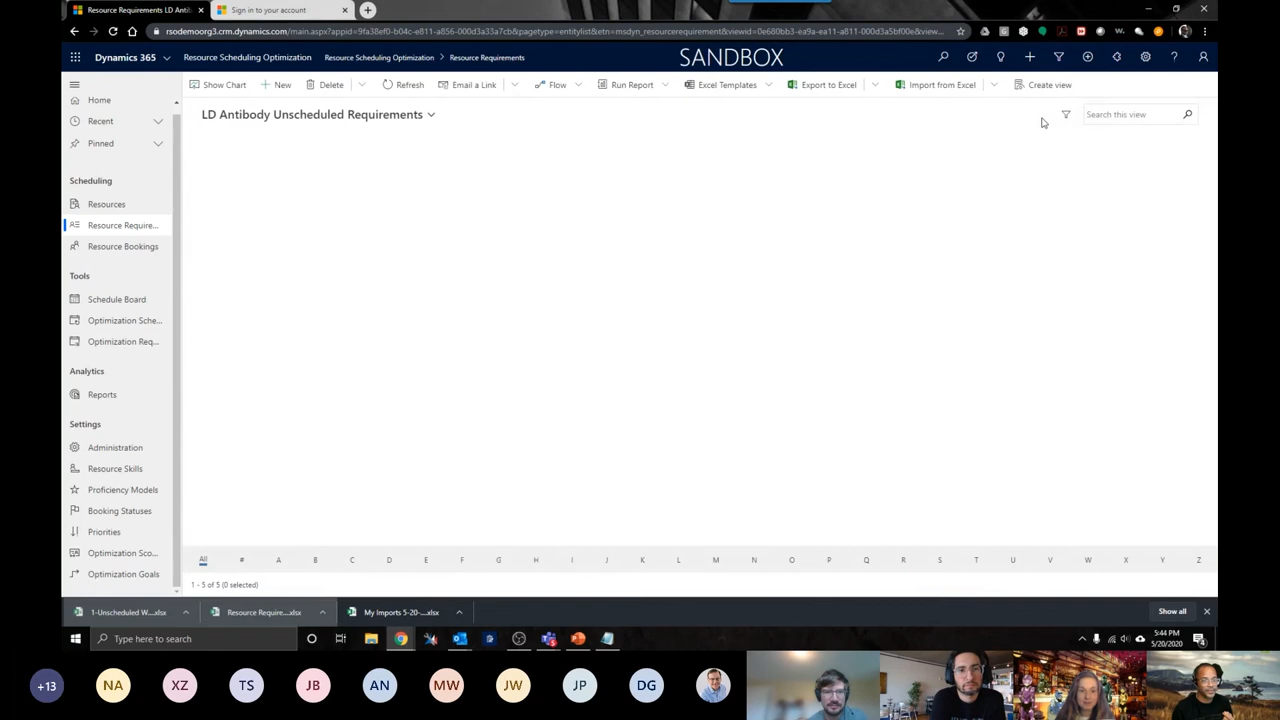 Resource Requirements LD Antib
Sign in to your account
rsodemoorg3.crm.dynamics.com/main.aspx?appid=9fa38ef0-b04c-e811-a856-000d3a33a7cb&pagetype=entitylist&etn=msdyn_resourcerequirement&viewid=0e680bb3-ea9a-ea11-a811-000d3a5bf00e&view...
Dynamics 365
Resource Scheduling Optimization
Resource Scheduling Optimization > Resource Requirements
SANDBOX
Show Chart
New
Delete
Refresh
Email a Link
Flow
Run Report
Excel Templates
Export to Excel
Import from Excel
Create view
Home
Recent
Pinned
Scheduling
Resources
Resource Require...
Resource Bookings
Tools
Schedule Board
Optimization Sche...
Optimization Req...
Analytics
Reports
Settings
Administration
Resource Skills
Proficiency Models
Booking Statuses
Priorities
Optimization Sco...
Optimization Goals
LD Antibody Unscheduled Requirements
Search this view
All # A B C D E F G H I J K L M N O P Q R S T U V W X Y Z
1 - 5 of 5 (0 selected)
1-Unscheduled W....xlsx
Resource Require....xlsx
My Imports 5-20-....xlsx
Show all
Type here to search
5:44 PM
5/20/2020
4
+13 NA XZ TS JB AN MW JW JP DG